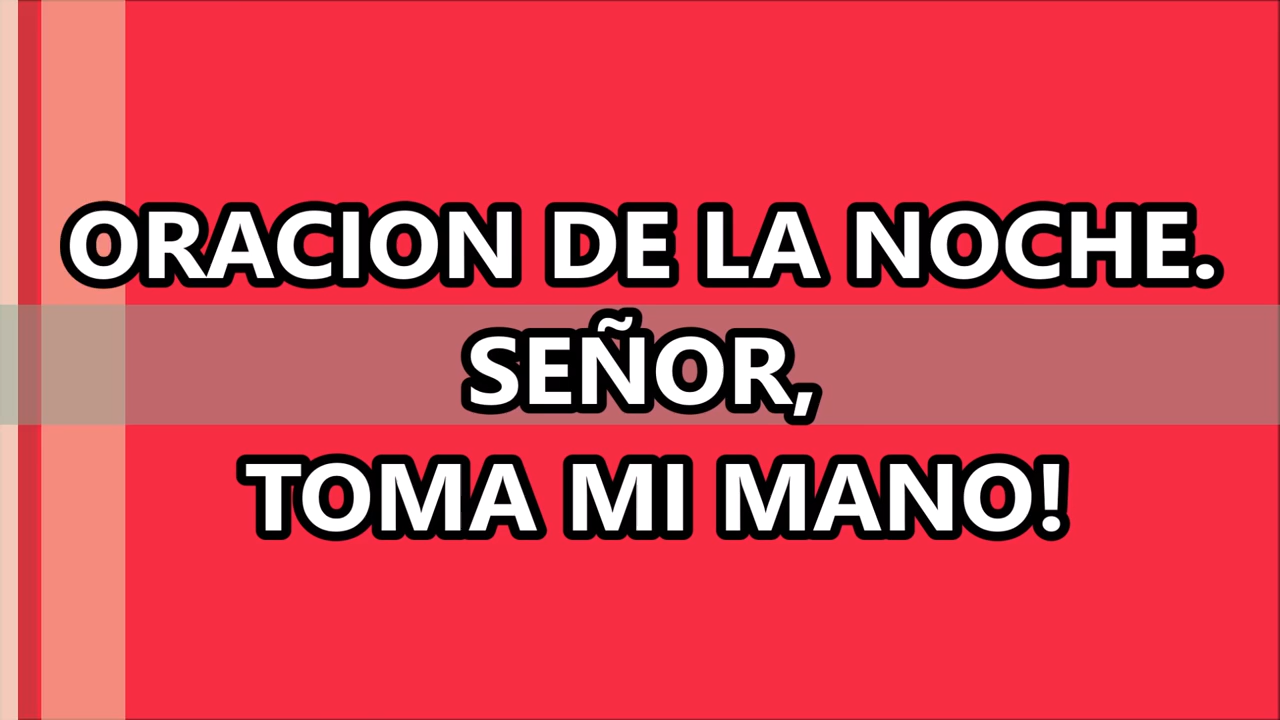 ORACION DE LA NOCHE.
SEÑOR,
TOMA MI MANO!